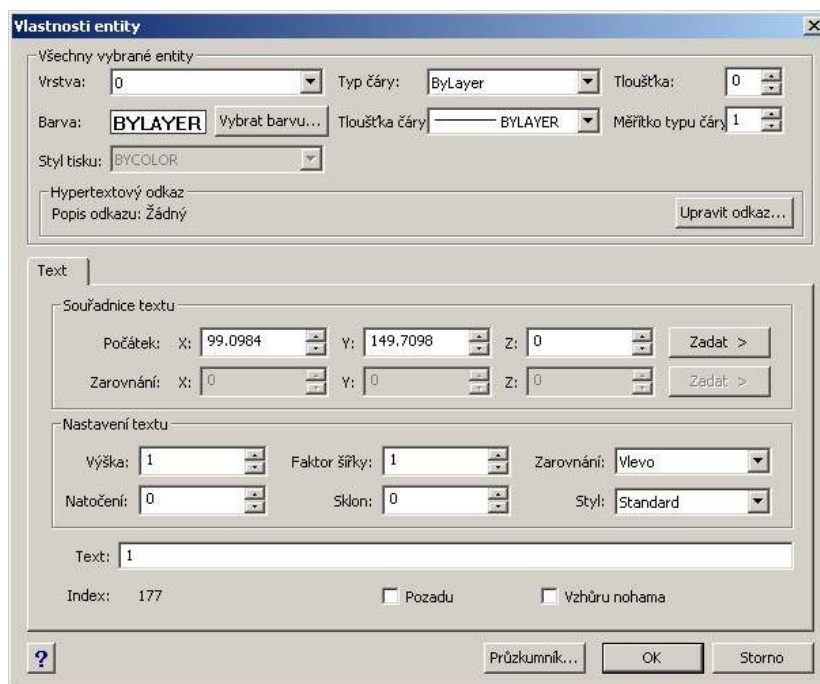 Vlastnosti entity
Všechny vybrané entity
Vrstva: 0 Typ čáry: ByLayer Tloušťka: 0
Barva: BYLAYER Vybrat barvu... Tloušťka čáry BYLAYER Měřítko typu čáry 1
Styl tisku: BYCOLOR
Hypertextový odkaz
Popis odkazu: Žádný Upravit odkaz...
Text
Souřadnice textu
Počátek: X: 99.0984 Y: 149.7098 Z: 0 Zadat >
Zarovnání: X: 0 Y: 0 Z: 0 Zadat >
Nastavení textu
Výška: 1 Faktor šířky: 1 Zarovnání: Vlevo
Natočení: 0 Sklon: 0 Styl: Standard
Text: 1
Index: 177 Pozadu Vzhůru nohama
? Průzkumník... OK Storno